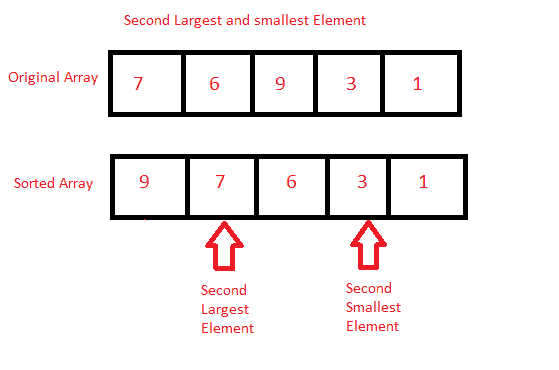 Second Largest and smallest Element
Original Array
7 6 9 3 1
Sorted Array
9 7 6 3 1
Second
Largest
Element
Second
Smallest
Element